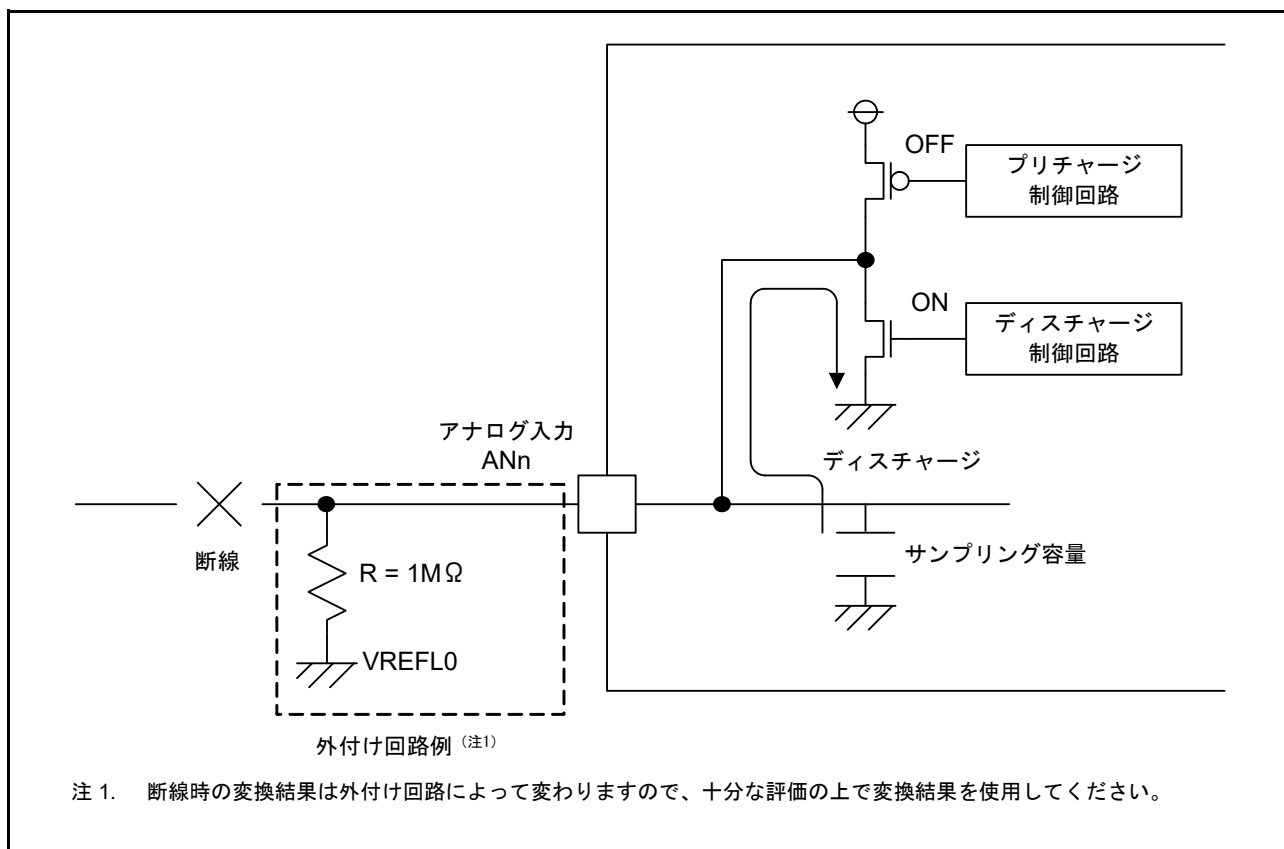 OFF
プリチャージ
制御回路
ON
ディスチャージ
制御回路
アナログ入力
ANn
ディスチャージ
断線
R = 1MΩ
サンプリング容量
VREFL0
外付け回路例（注1）
注 1. 断線時の変換結果は外付け回路によって変わりますので、十分な評価の上で変換結果を使用してください。